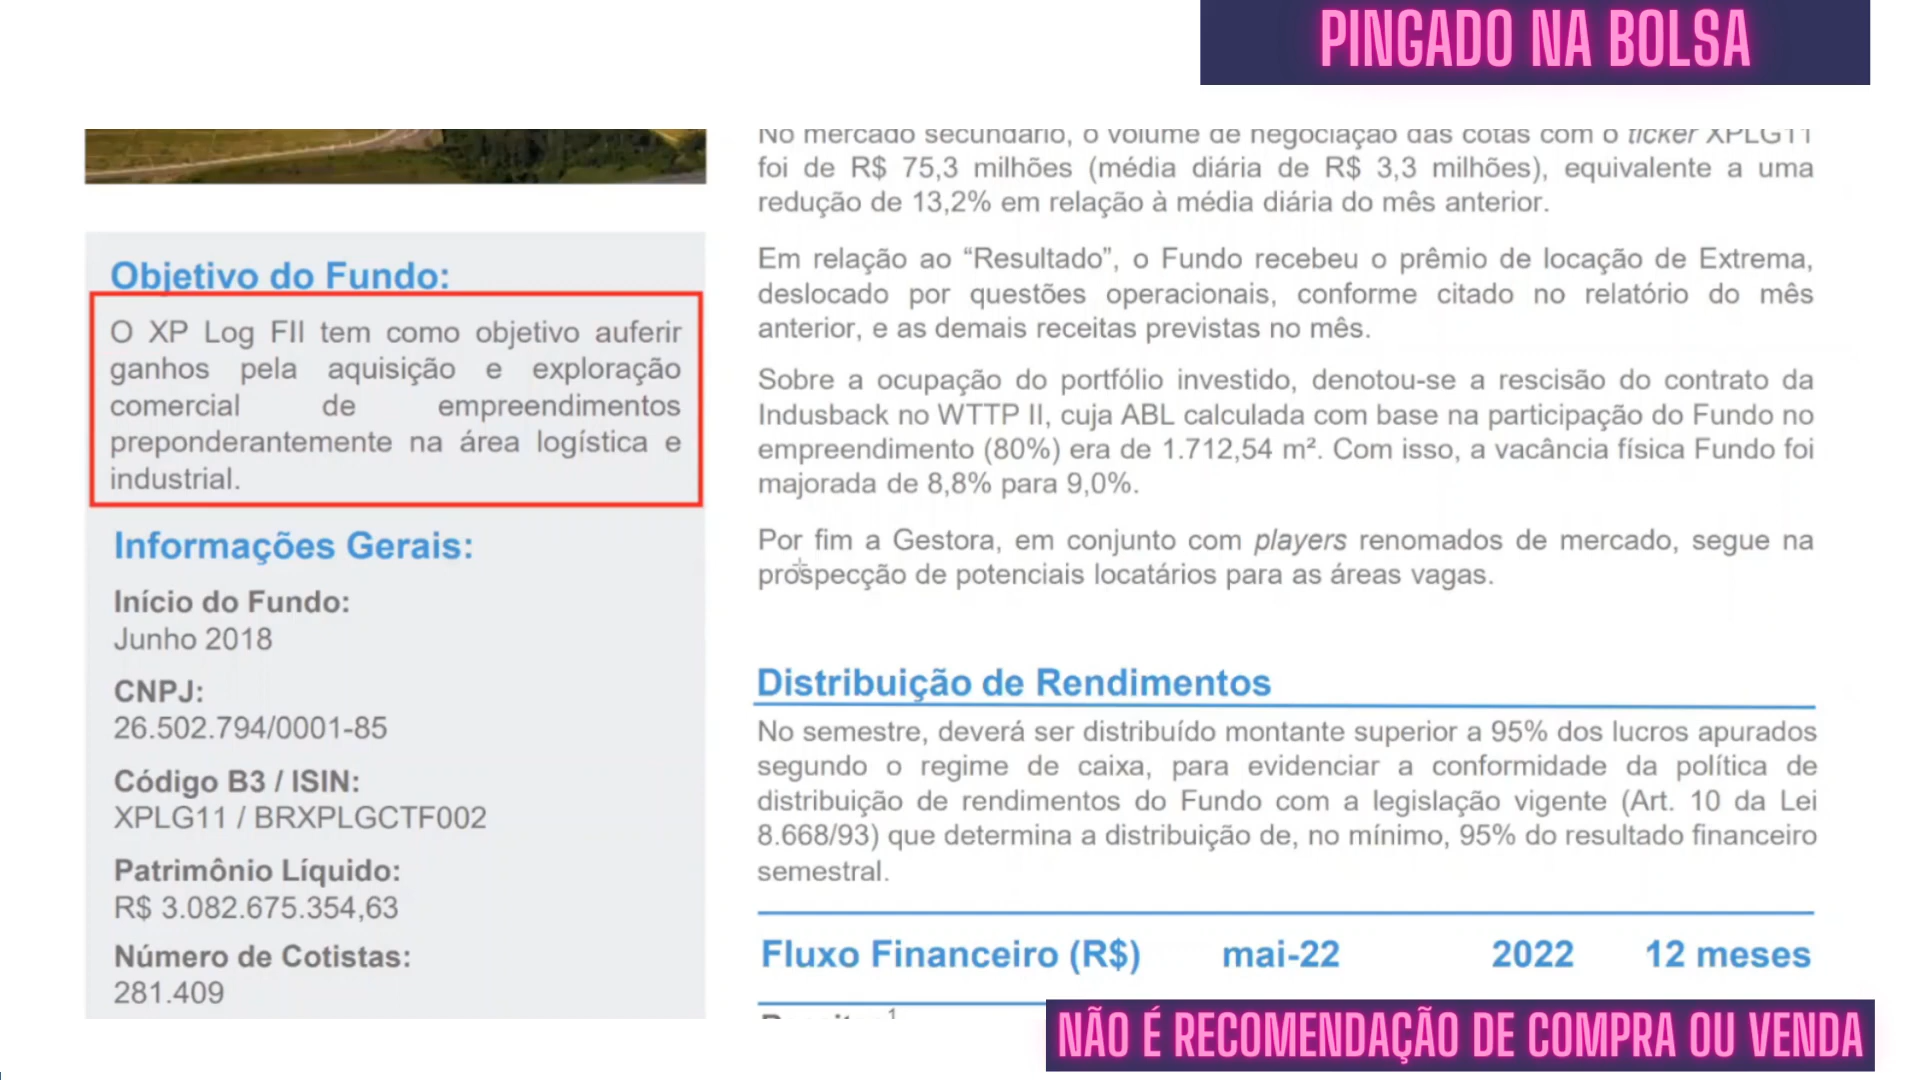 PINGADO NA BOLSA
Objetivo do Fundo:
O XP Log FII tem como objetivo auferir
ganhos pela aquisição e exploração
comercial de empreendimentos
preponderantemente na área logística e
industrial.
Informações Gerais:
Início do Fundo:
Junho 2018
CNPJ:
26.502.794/0001-85
Código B3 / ISIN:
XPLG11 / BRXPLGCTF002
Patrimônio Líquido:
R$ 3.082.675.354,63
Número de Cotistas:
281.409
No mercado secundário, o volume de negociação das cotas com o ticker XPLG11
foi de R$ 75,3 milhões (média diária de R$ 3,3 milhões), equivalente a uma
redução de 13,2% em relação à média diária do mês anterior.
Em relação ao “Resultado”, o Fundo recebeu o prêmio de locação de Extrema,
deslocado por questões operacionais, conforme citado no relatório do mês
anterior, e as demais receitas previstas no mês.
Sobre a ocupação do portfólio investido, denotou-se a rescisão do contrato da
Indusback no WTTP II, cuja ABL calculada com base na participação do Fundo no
empreendimento (80%) era de 1.712,54 m². Com isso, a vacância física Fundo foi
majorada de 8,8% para 9,0%.
Por fim a Gestora, em conjunto com players renomados de mercado, segue na
prospecção de potenciais locatários para as áreas vagas.
Distribuição de Rendimentos
No semestre, deverá ser distribuído montante superior a 95% dos lucros apurados
segundo o regime de caixa, para evidenciar a conformidade da política de
distribuição de rendimentos do Fundo com a legislação vigente (Art. 10 da Lei
8.668/93) que determina a distribuição de, no mínimo, 95% do resultado financeiro
semestral.
Fluxo Financeiro (R$) mai-22 2022 12 meses
NÃO É RECOMENDAÇÃO DE COMPRA OU VENDA